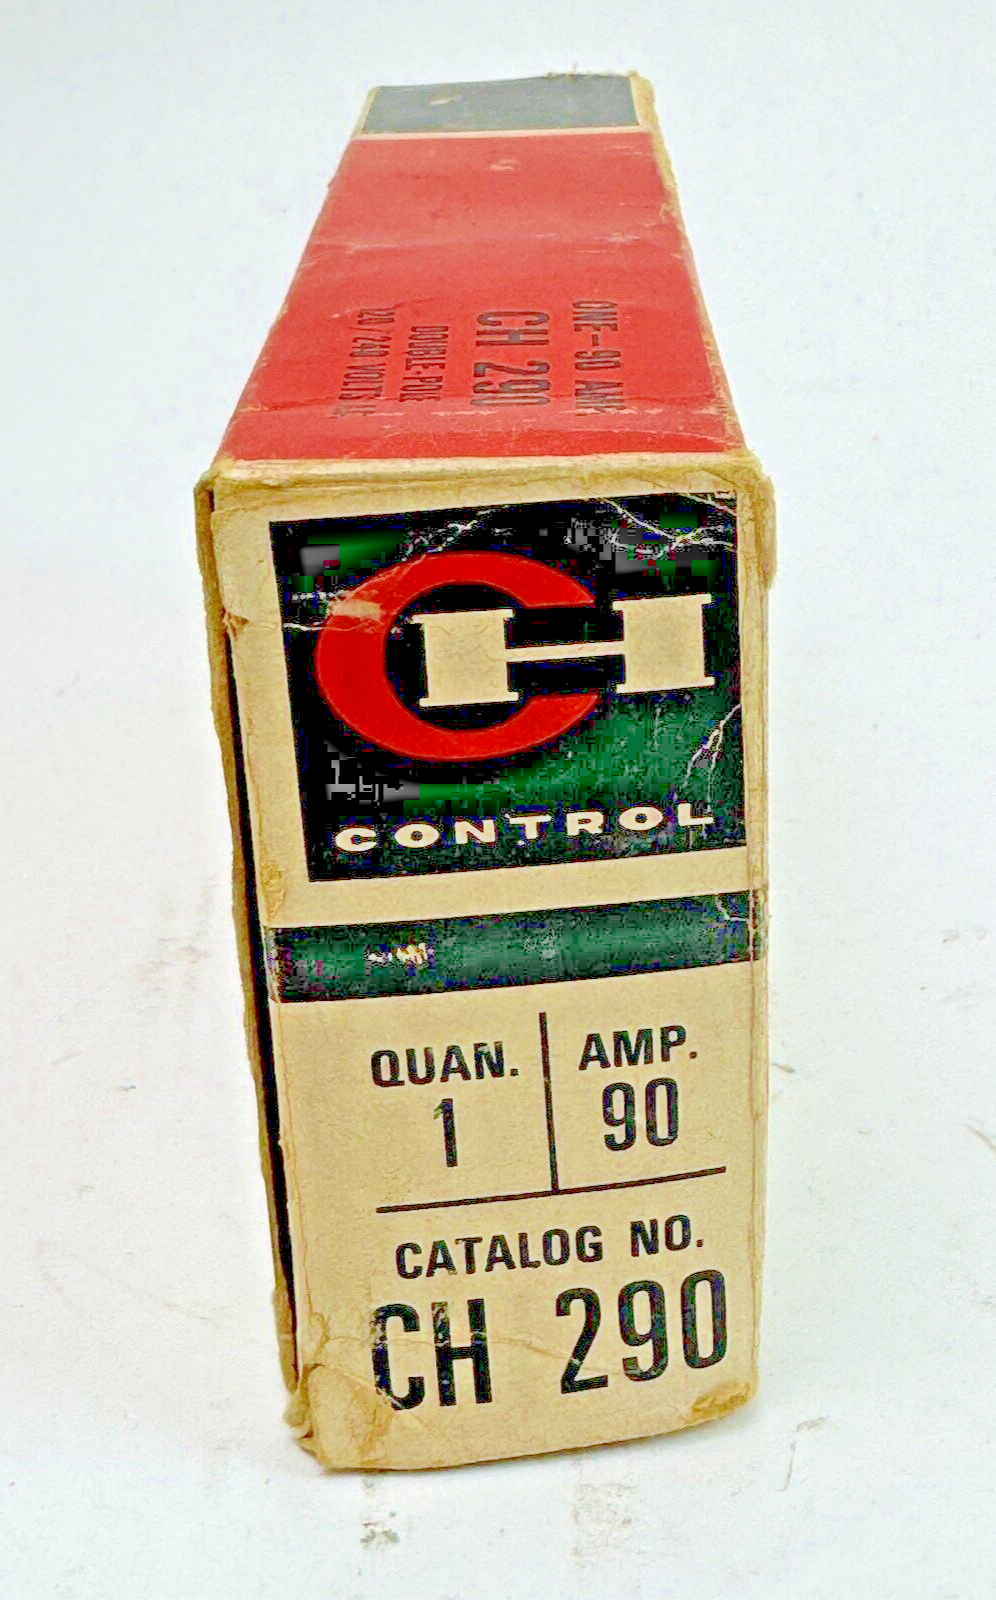 ONE-90 AMP.
CH 290
DOUBLE-POLE
120/240 VOLTS AC
CH
CONTROL
QUAN. AMP.
1 90
CATALOG NO.
CH 290